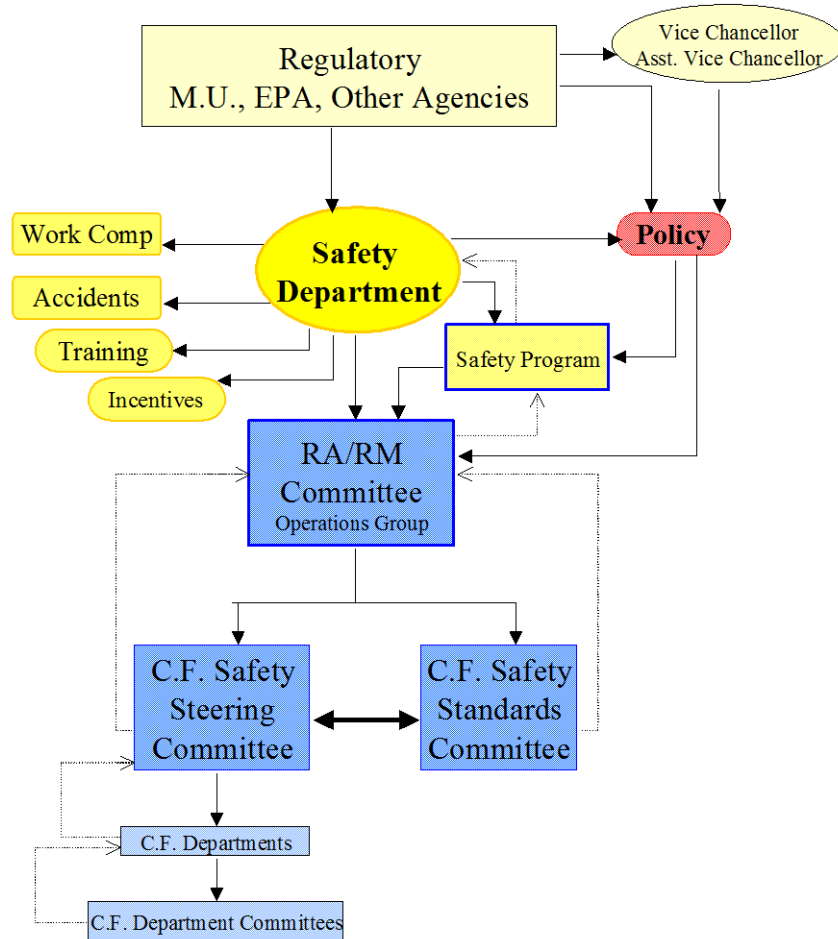 Regulatory
M.U., EPA, Other Agencies
Vice Chancellor
Asst. Vice Chancellor
Work Comp
Safety
Department
Policy
Accidents
Training
Safety Program
Incentives
RA/RM
Committee
Operations Group
C.F. Safety
Steering
Committee
C.F. Safety
Standards
Committee
C.F. Departments
C.F. Department Committees